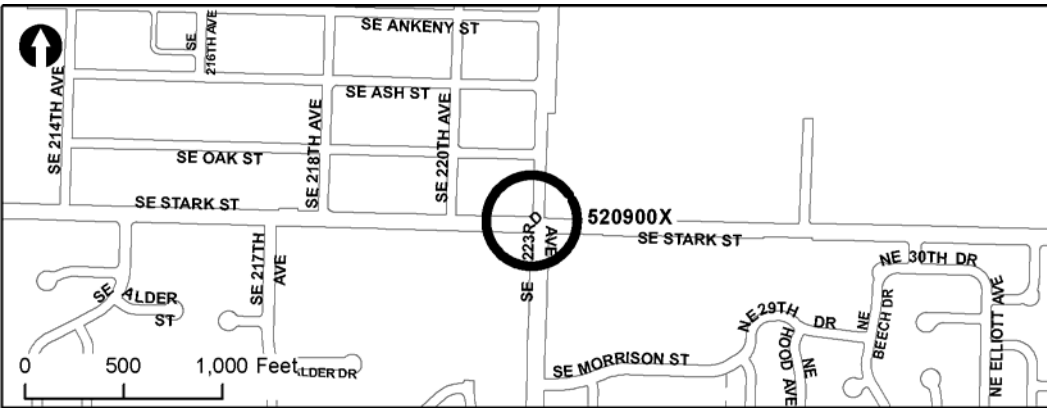 SE ANKENY ST
SE
216TH AVE
SE 214TH AVE
SE ASH ST
SE 218TH AVE
SE 220TH AVE
SE OAK ST
SE STARK ST
520900X
SE STARK ST
SE 223RD AVE
SE 217TH AVE
SE ALDER ST
NE 30TH DR
NE 29TH DR
NE BEECH DR
NE ELLIOTT AVE
NE HOOD AVE
SE MORRISON ST
0 500 1,000 Feet
ALDER DR